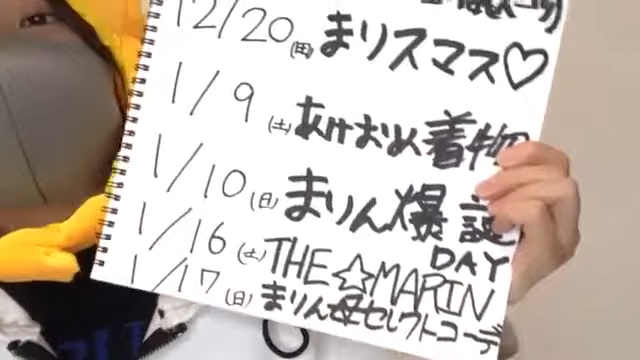 12/20(日) まりスマス♡
1/9(土) あけおめ着物
1/10(日) まりん爆誕DAY
1/16(土) THE☆MARIN
1/17(日) まりん母セレクトコーデ